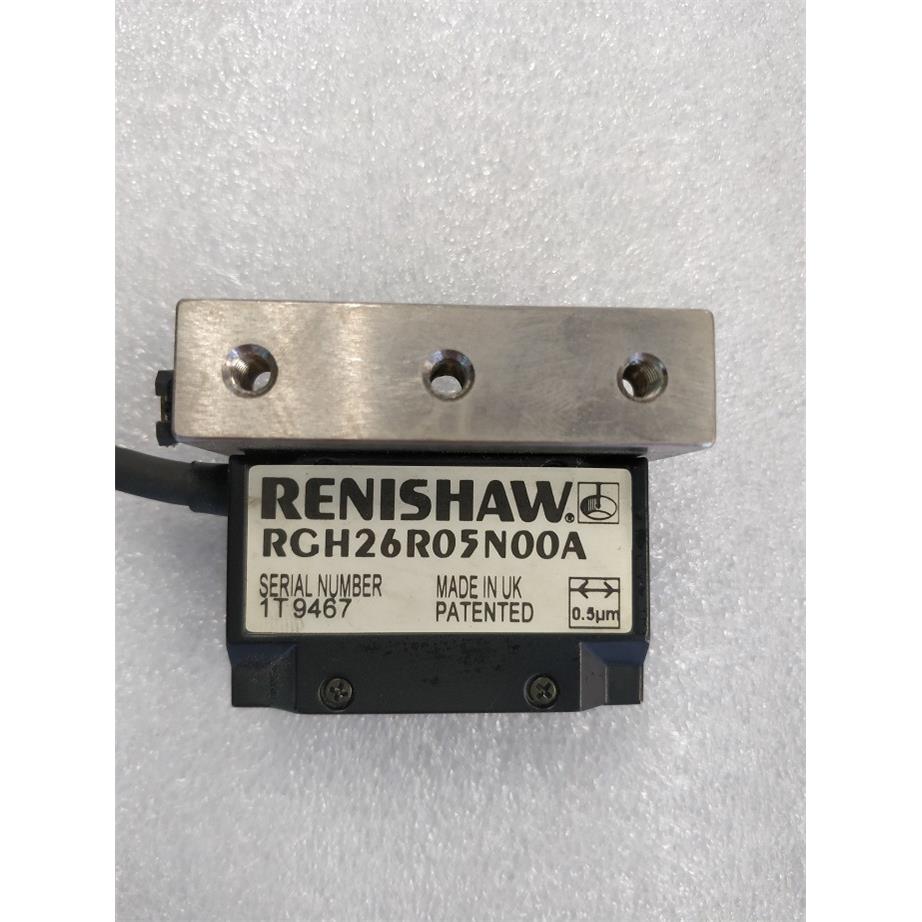 RENISHAW®
RGH26R05N00A
SERIAL NUMBER MADE IN UK
1T9467 PATENTED 0.5µm